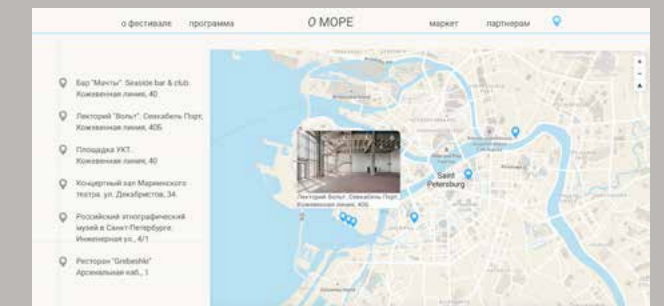 о фестивале
программа
О МОРЕ
маркет
партнерам
Бар "Мачты". Seaside bar & club.
Кожевенная линия, 40
Лекторий "Вольт". Севкабель Порт,
Кожевенная линия, 40Б
Площадка УКТ.
Кожевенная линия, 40
Концертный зал Мариинского
театра. ул. Декабристов, 34.
Российский этнографический
музей в Санкт-Петербурге.
Инженерная ул., 4/1
Ресторан "Grebeshki"
Арсенальная наб., 1
Saint
Petersburg
Лекторий Вольт. Севкабель Порт,
Кожевенная линия, 40Б